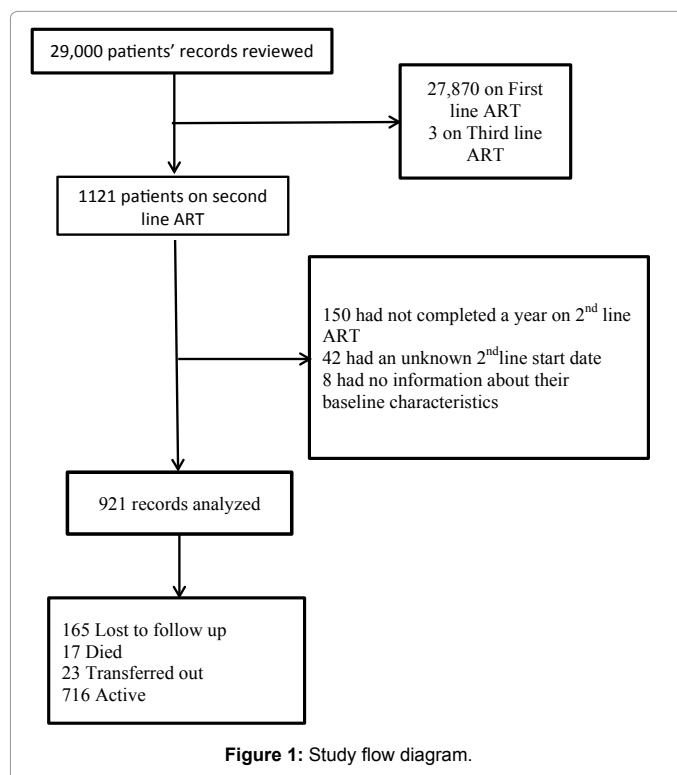 29,000 patients’ records reviewed
27,870 on First
line ART
3 on Third line
ART
1121 patients on second
line ART
150 had not completed a year on 2nd line
ART
42 had an unknown 2ndline start date
8 had no information about their
baseline characteristics
921 records analyzed
165 Lost to follow up
17 Died
23 Transferred out
716 Active
Figure 1: Study flow diagram.